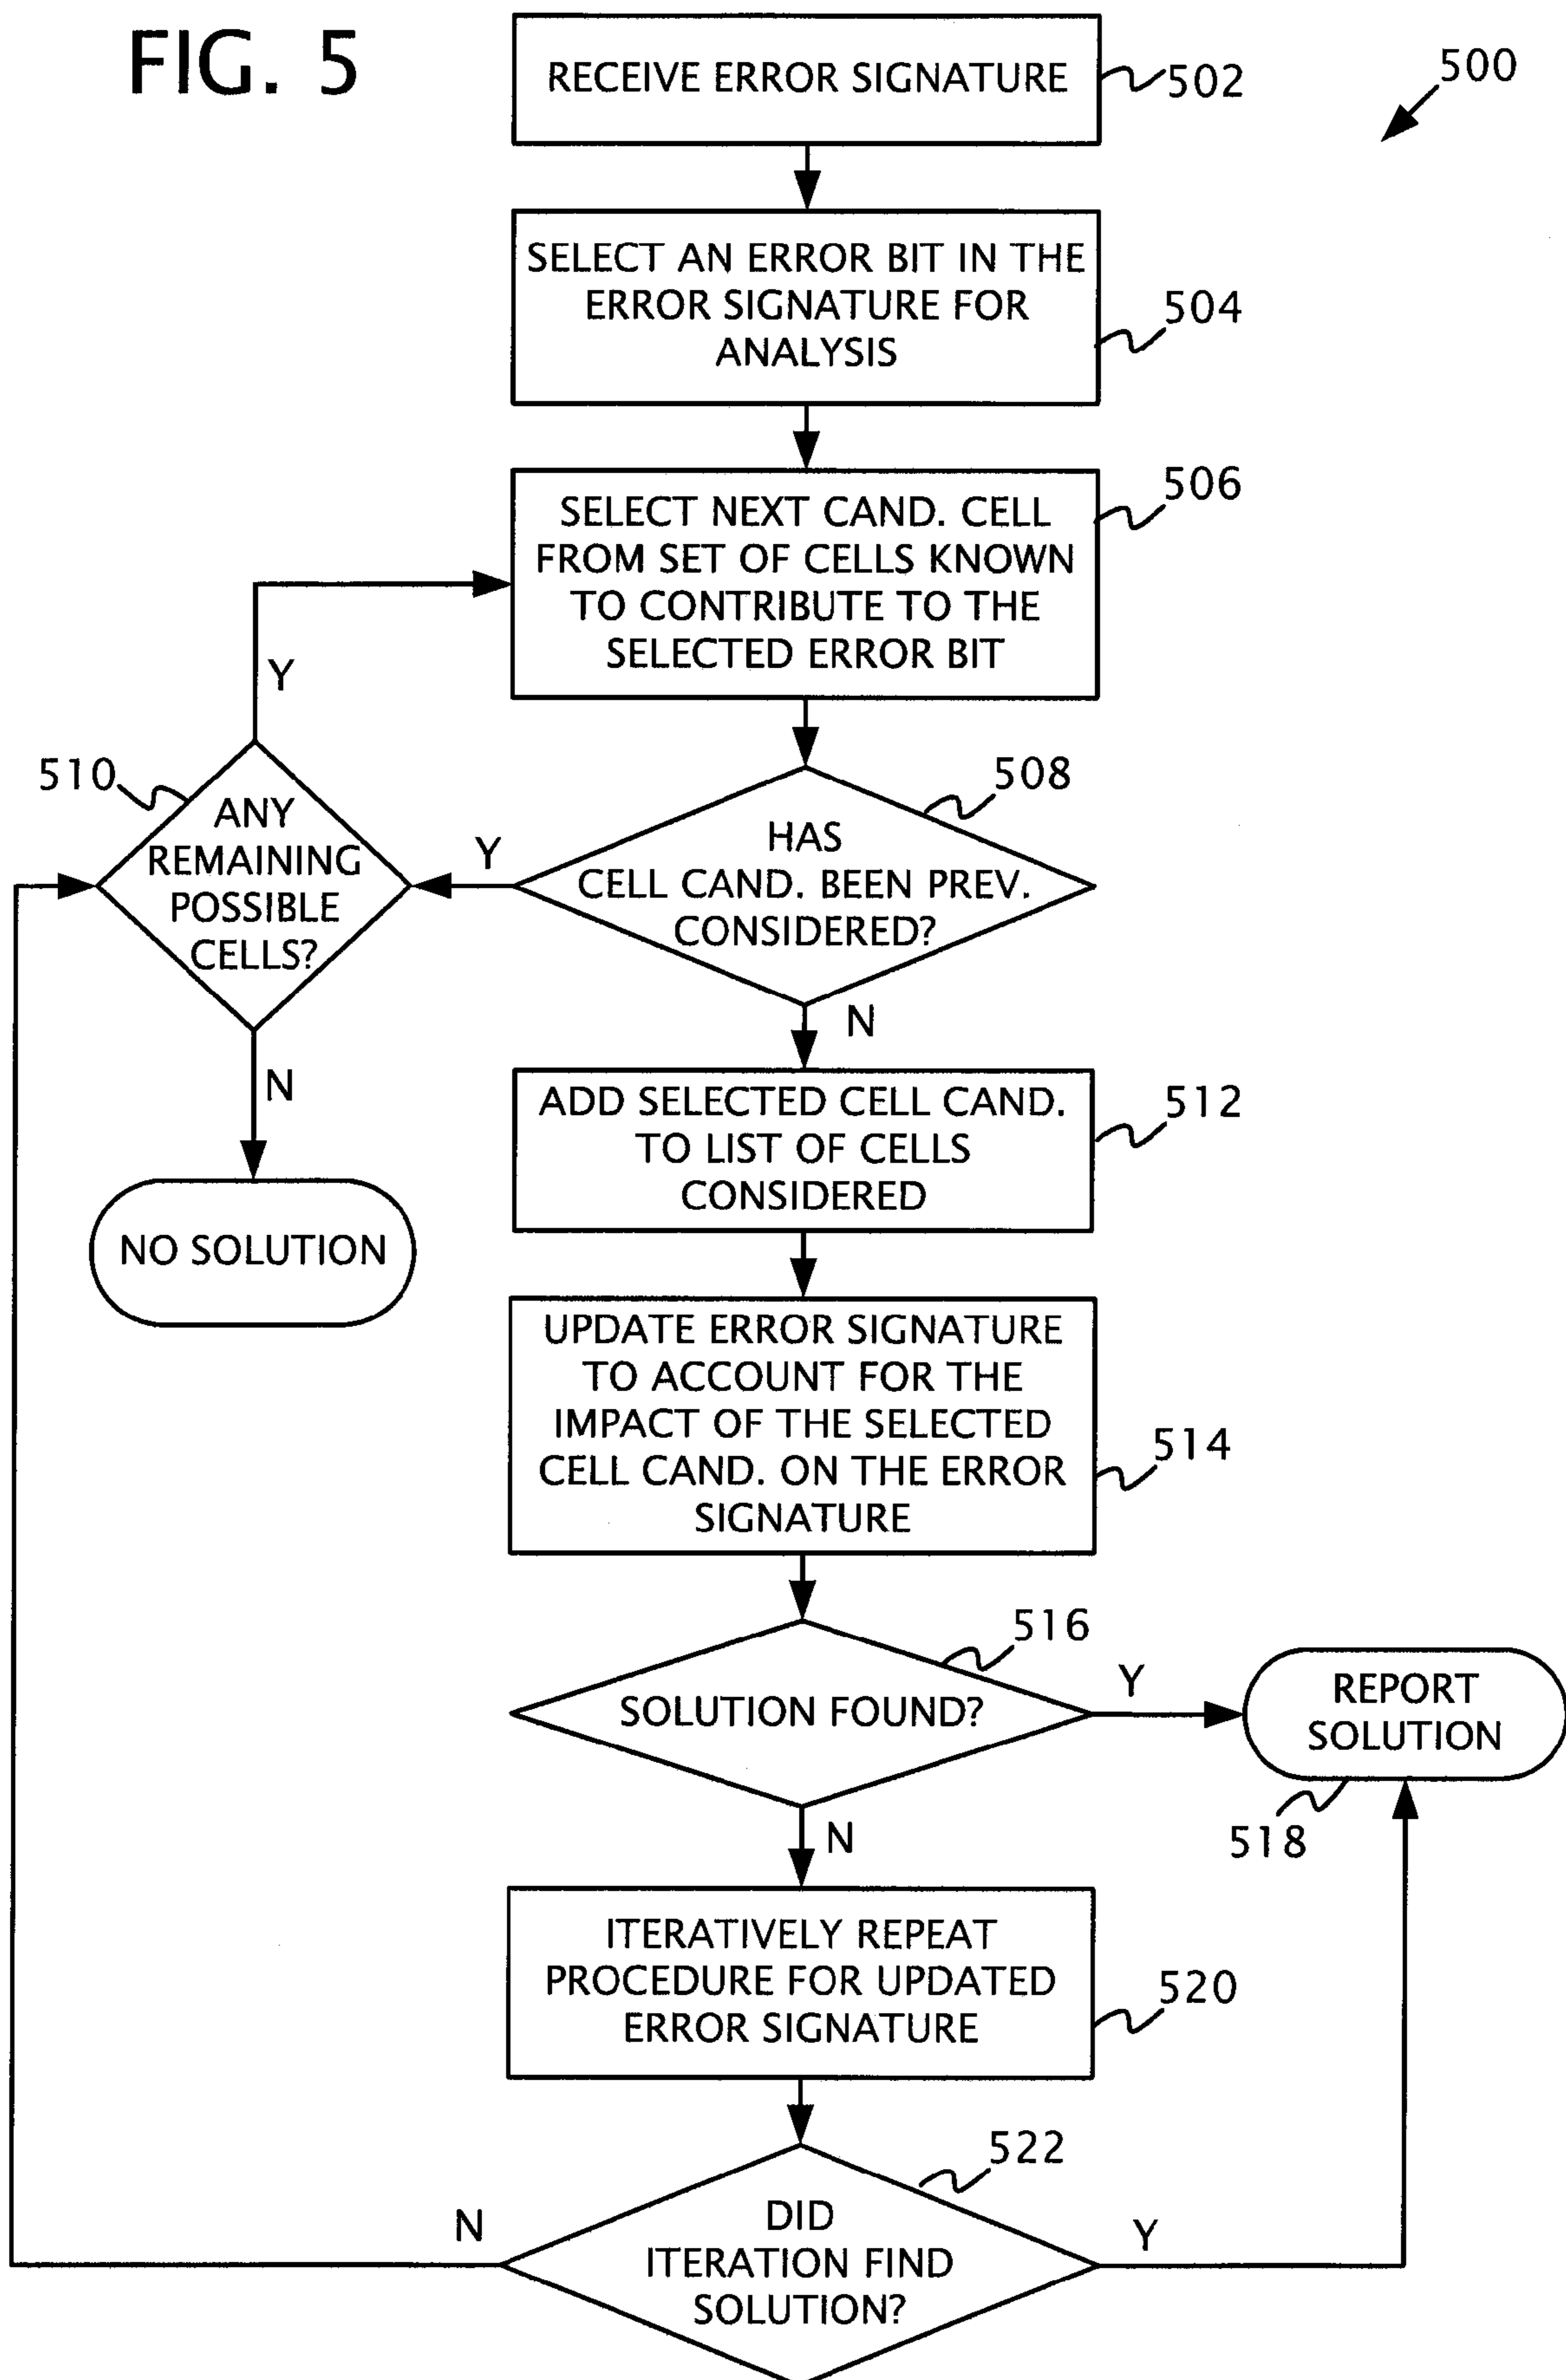 FIG. 5
500
RECEIVE ERROR SIGNATURE
502
SELECT AN ERROR BIT IN THE
ERROR SIGNATURE FOR
ANALYSIS
504
SELECT NEXT CAND. CELL
FROM SET OF CELLS KNOWN
TO CONTRIBUTE TO THE
SELECTED ERROR BIT
506
Y
510
ANY
REMAINING
POSSIBLE
CELLS?
Y
HAS
CELL CAND. BEEN PREV.
CONSIDERED?
508
N
N
NO SOLUTION
ADD SELECTED CELL CAND.
TO LIST OF CELLS
CONSIDERED
512
UPDATE ERROR SIGNATURE
TO ACCOUNT FOR THE
IMPACT OF THE SELECTED
CELL CAND. ON THE ERROR
SIGNATURE
514
SOLUTION FOUND?
516
Y
REPORT
SOLUTION
518
N
ITERATIVELY REPEAT
PROCEDURE FOR UPDATED
ERROR SIGNATURE
520
N
DID
ITERATION FIND
SOLUTION?
522
Y